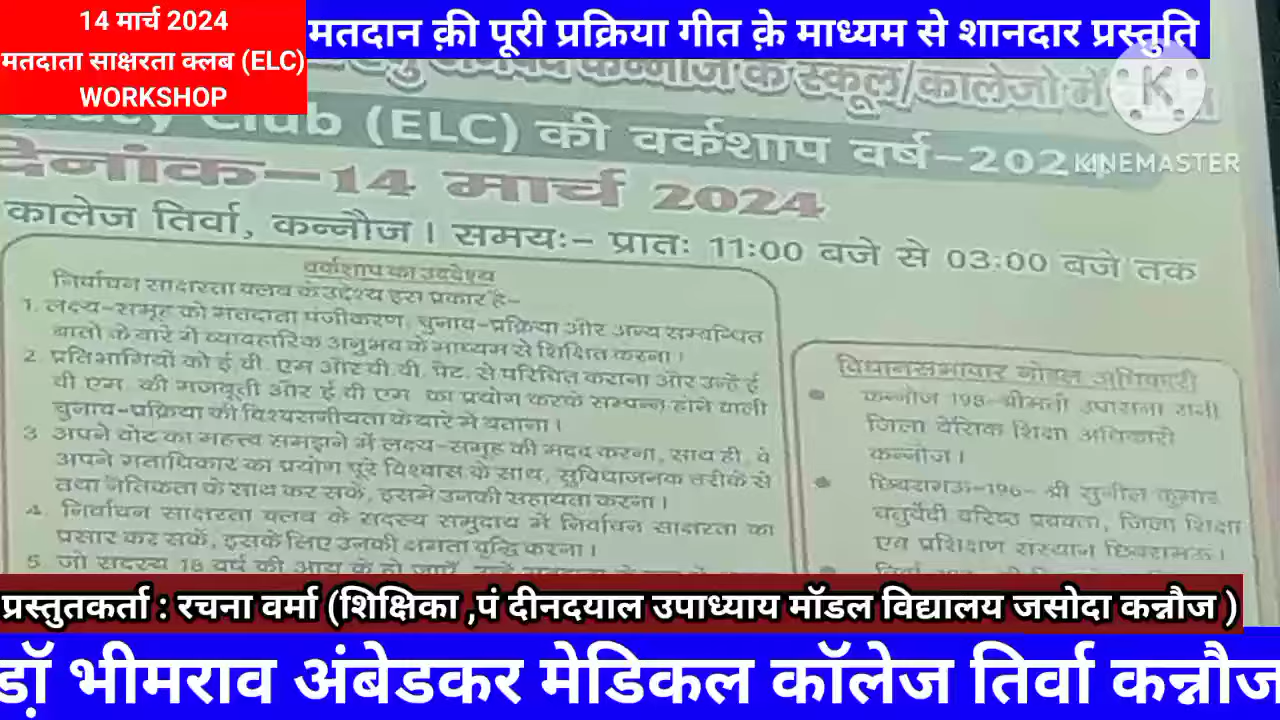 14 मार्च 2024
मतदाता साक्षरता क्लब (ELC)
WORKSHOP
मतदान क़ी पूरी प्रक्रिया गीत क़े माध्यम से शानदार प्रस्तुति
कन्नौज के स्कूल/कालेजो में
K
KINEMASTER
Club (ELC) की वर्कशाप वर्ष-202
दिनांक-14 मार्च 2024
कालेज तिर्वा, कन्नौज। समयः- प्रातः 11:00 बजे से 03:00 बजे तक
वर्कशाप का उददेश्य
निर्वाचन साक्षरता क्लब के उद्देश्य इस प्रकार है-
1. लक्ष्य-समूह को मतदाता पंजीकरण, चुनाव-प्रक्रिया और अन्य सम्बन्धित
बातो के बारे में व्यावहारिक अनुभव के माध्यम से शिक्षित करना।
2. प्रतिभागियों को ई.वी. एम और वी.वी. पेट. से परिचित कराना और उन्हें ई.
वी एम. की मजबूती और ई वी एम का प्रयोग करके सम्पन्न होने वाली
चुनाव-प्रक्रिया की विश्वसनीयता के बारे मे बताना।
3 अपने वोट का महत्त्व समझने में लक्ष्य-समूह की मदद करना, साथ ही, वे
अपने मताधिकार का प्रयोग पूरे विश्वास के साथ, सुविधाजनक तरीके से
तथा नैतिकता के साथ कर सके, इसमे उनकी सहायता करना।
4. निर्वाचन साक्षरता क्लब के सदस्य समुदाय में निर्वाचन साक्षरता का
प्रसार कर सकें, इसके लिए उनकी क्षमता वृद्धि करना।
5. जो सदस्य 18 वर्ष की आयु के हो जाएँ,
विधानसभावार नोडल अधिकारी
कन्नौज 198-श्रीमती उपासना रानी
जिला बेसिक शिक्षा अधिकारी
कन्नौज।
छिबरामऊ-196- श्री सुनील कुमार
चतुर्वेदी वरिष्ठ प्रवक्ता, जिला शिक्षा
एवं प्रशिक्षण संस्थान छिबरामऊ।
प्रस्तुतकर्ता : रचना वर्मा (शिक्षिका ,पं दीनदयाल उपाध्याय मॉडल विद्यालय जसोदा कन्नौज )
डॉ़ भीमराव अंबेडकर मेडिकल कॉलेज तिर्वा कन्नौज